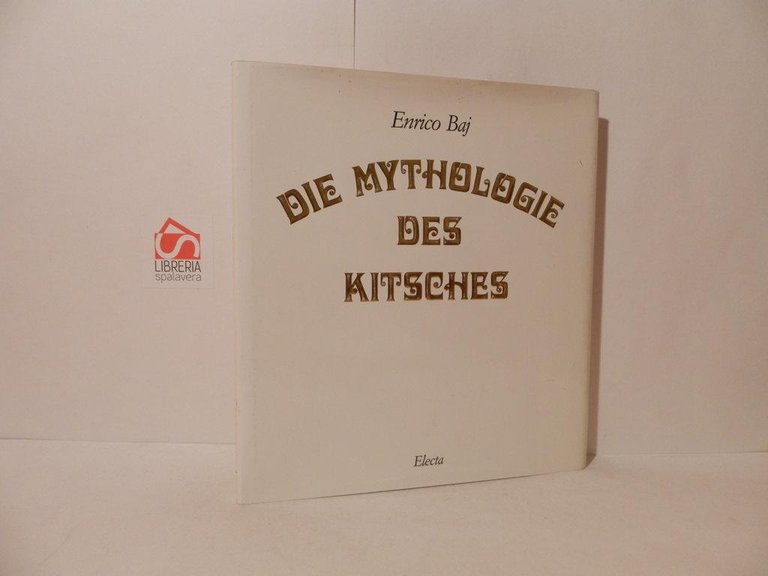 Enrico Baj
DIE MYTHOLOGIE
DES
KITSCHES
Electa
LIBRERIA
spalavera